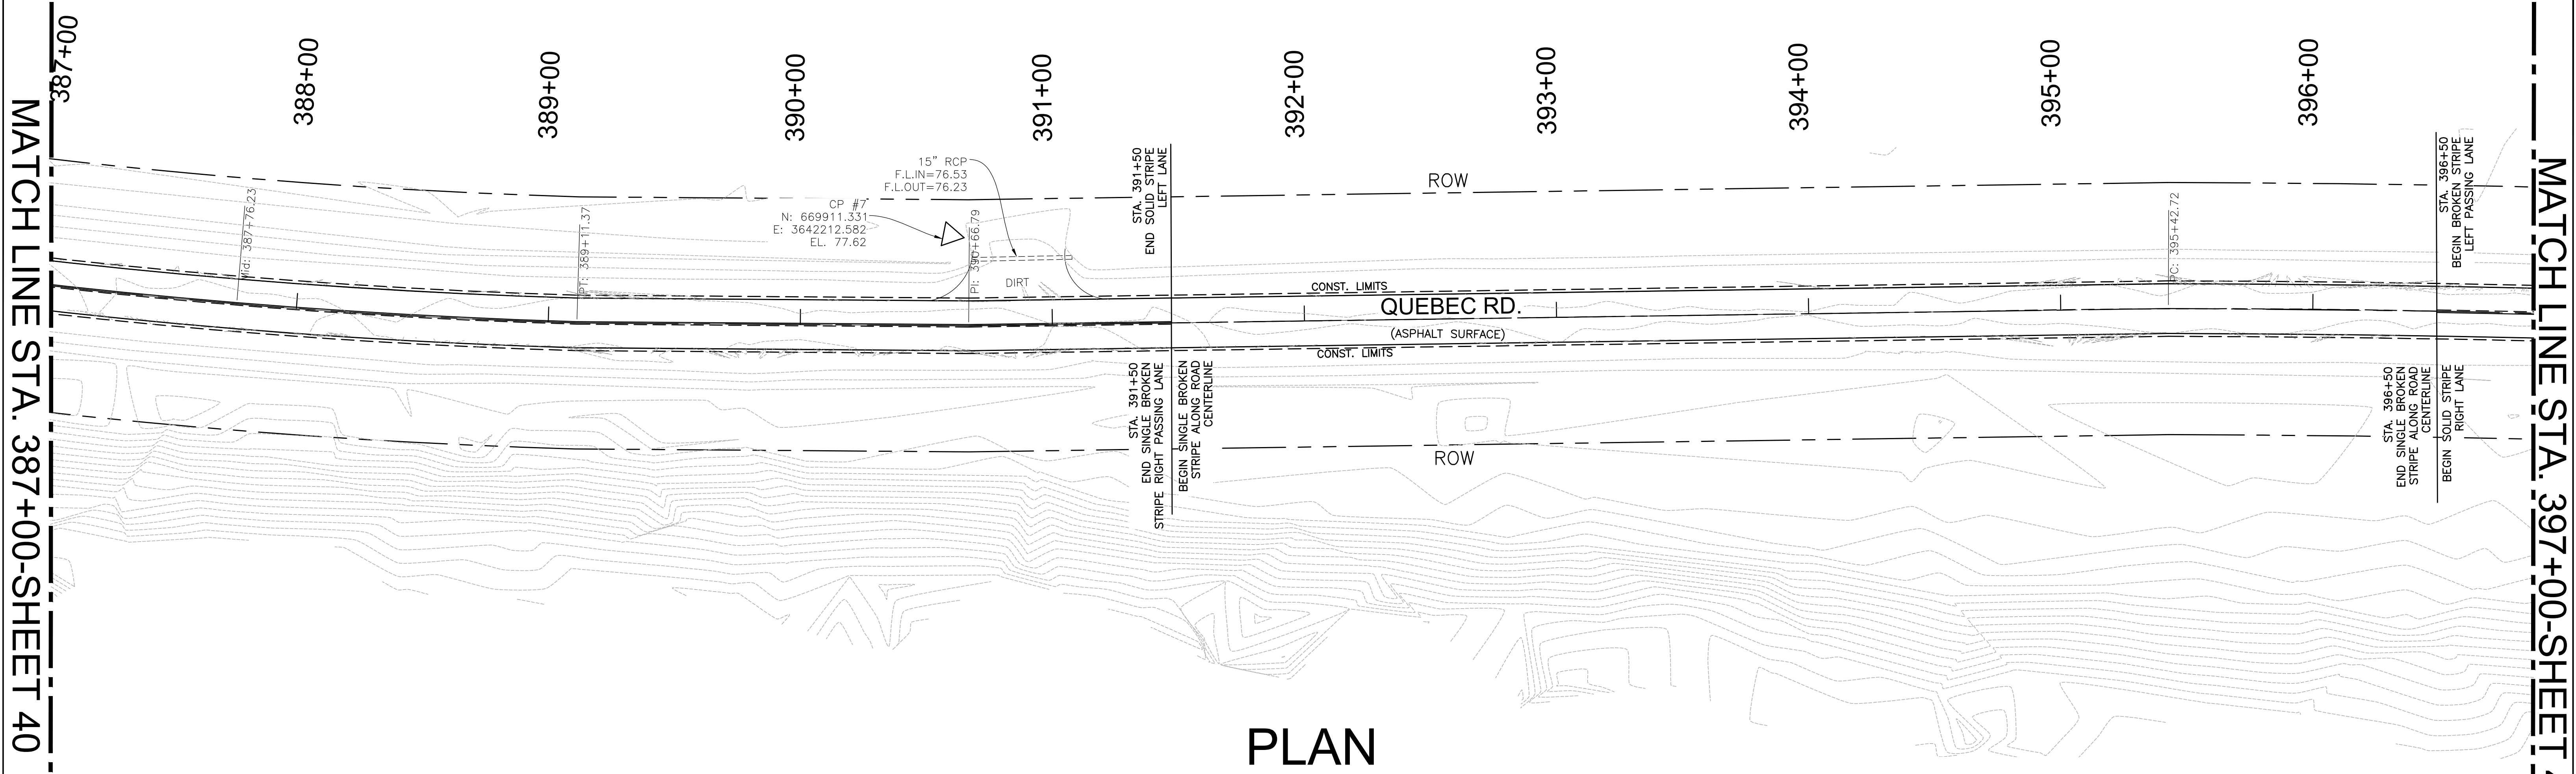 MATCH LINE STA. 387+00-SHEET 40
387+00
388+00
389+00
390+00
391+00
392+00
393+00
394+00
395+00
396+00
Mid: 387+76.23
PT: 389+11.37
CP #7
N: 669911.331
E: 3642212.582
EL. 77.62
15" RCP
F.L.IN=76.53
F.L.OUT=76.23
PI: 390+66.79
DIRT
STA. 391+50
END SOLID STRIPE
LEFT LANE
ROW
CONST. LIMITS
QUEBEC RD.
(ASPHALT SURFACE)
CONST. LIMITS
ROW
STA. 391+50
END SINGLE BROKEN
STRIPE RIGHT PASSING LANE
BEGIN SINGLE BROKEN
STRIPE ALONG ROAD
CENTERLINE
PC: 395+42.72
STA. 396+50
BEGIN BROKEN STRIPE
LEFT PASSING LANE
STA. 396+50
END SINGLE BROKEN
STRIPE ALONG ROAD
CENTERLINE
BEGIN SOLID STRIPE
RIGHT LANE
PLAN
MATCH LINE STA. 397+00-SHEET